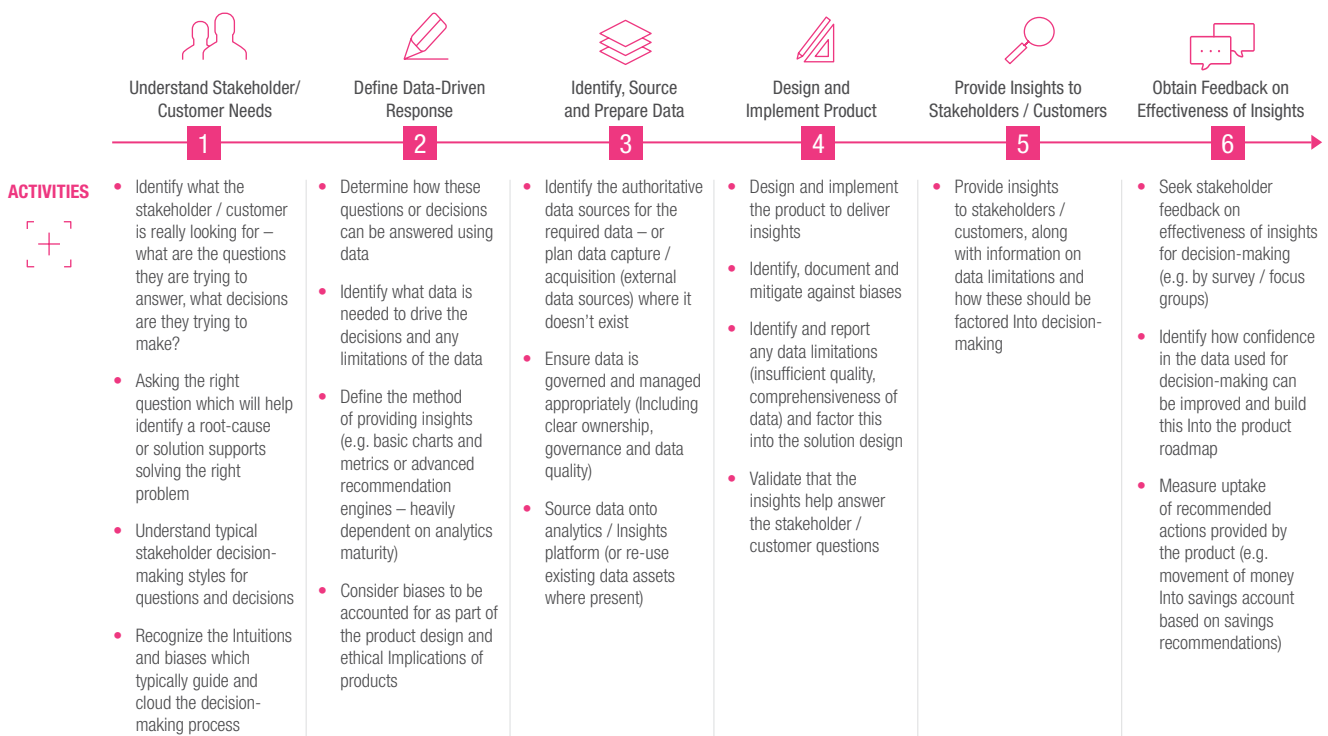 Understand Stakeholder/
Customer Needs
Define Data-Driven
Response
Identify, Source
and Prepare Data
Design and
Implement Product
Provide Insights to
Stakeholders / Customers
Obtain Feedback on
Effectiveness of Insights
1
2
3
4
5
6
ACTIVITIES
• Identify what the
stakeholder / customer
is really looking for –
what are the questions
they are trying to
answer, what decisions
are they trying to
make?
• Asking the right
question which will help
identify a root-cause
or solution supports
solving the right
problem
• Understand typical
stakeholder decision-
making styles for
questions and decisions
• Recognize the Intuitions
and biases which
typically guide and
cloud the decision-
making process
• Determine how these
questions or decisions
can be answered using
data
• Identify what data is
needed to drive the
decisions and any
limitations of the data
• Define the method
of providing insights
(e.g. basic charts and
metrics or advanced
recommendation
engines – heavily
dependent on analytics
maturity)
• Consider biases to be
accounted for as part of
the product design and
ethical Implications of
products
• Identify the authoritative
data sources for the
required data – or
plan data capture /
acquisition (external
data sources) where it
doesn't exist
• Ensure data is
governed and managed
appropriately (Including
clear ownership,
governance and data
quality)
• Source data onto
analytics / Insights
platform (or re-use
existing data assets
where present)
• Design and implement
the product to deliver
insights
• Identify, document and
mitigate against biases
• Identify and report
any data limitations
(insufficient quality,
comprehensiveness of
data) and factor this
into the solution design
• Validate that the
insights help answer
the stakeholder /
customer questions
• Provide insights
to stakeholders /
customers, along
with information on
data limitations and
how these should be
factored Into decision-
making
• Seek stakeholder
feedback on
effectiveness of insights
for decision-making
(e.g. by survey / focus
groups)
• Identify how confidence
in the data used for
decision-making can
be improved and build
this Into the product
roadmap
• Measure uptake
of recommended
actions provided by
the product (e.g.
movement of money
Into savings account
based on savings
recommendations)